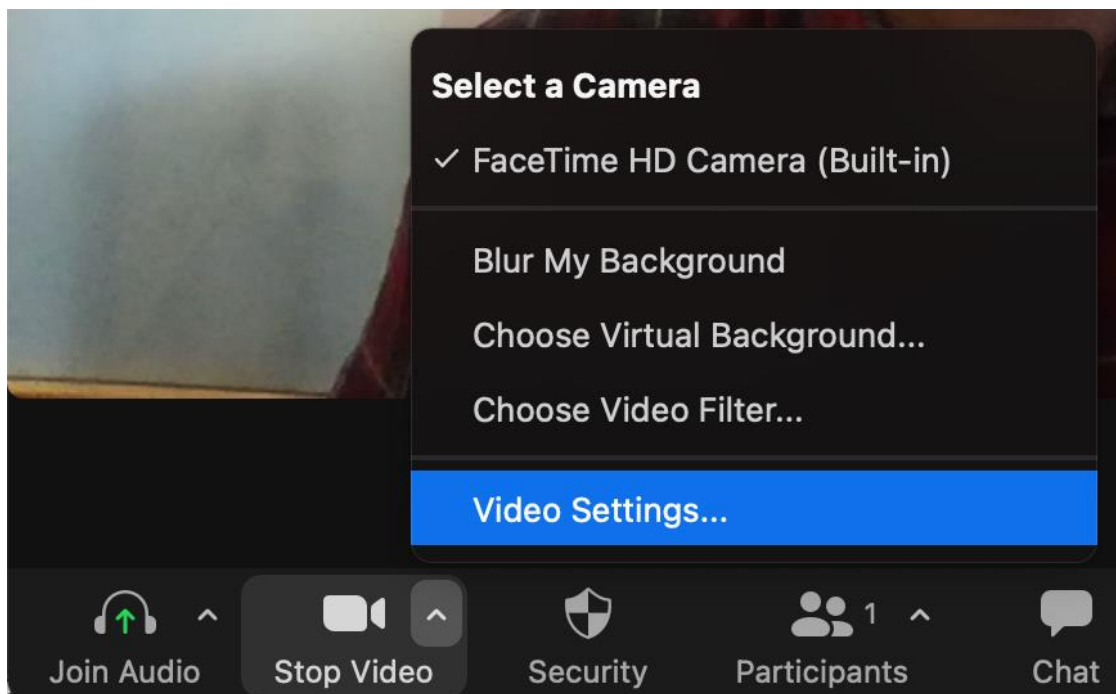 Select a Camera
✓ FaceTime HD Camera (Built-in)
Blur My Background
Choose Virtual Background...
Choose Video Filter...
Video Settings...
1
Join Audio
Stop Video
Security
Participants
Chat